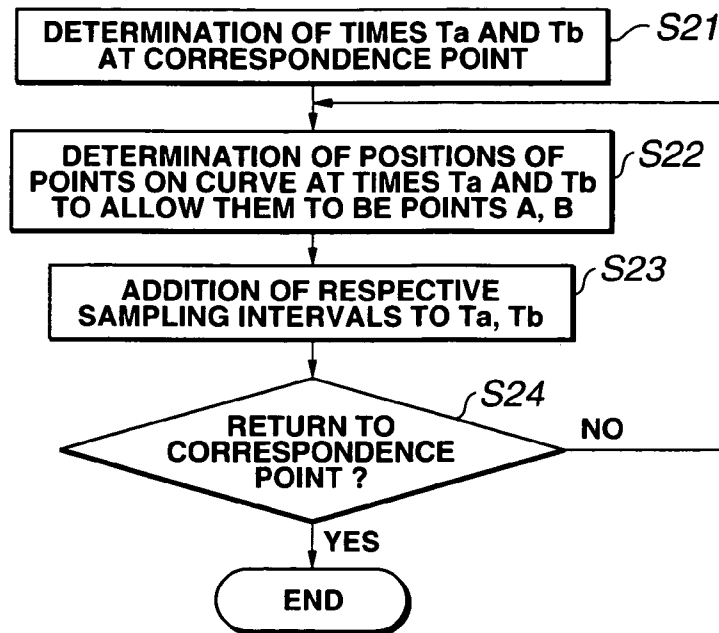 DETERMINATION OF TIMES Ta AND Tb
AT CORRESPONDENCE POINT
S21
DETERMINATION OF POSITIONS OF
POINTS ON CURVE AT TIMES Ta AND Tb
TO ALLOW THEM TO BE POINTS A, B
S22
ADDITION OF RESPECTIVE
SAMPLING INTERVALS TO Ta, Tb
S23
RETURN TO
CORRESPONDENCE
POINT ?
S24
NO
YES
END